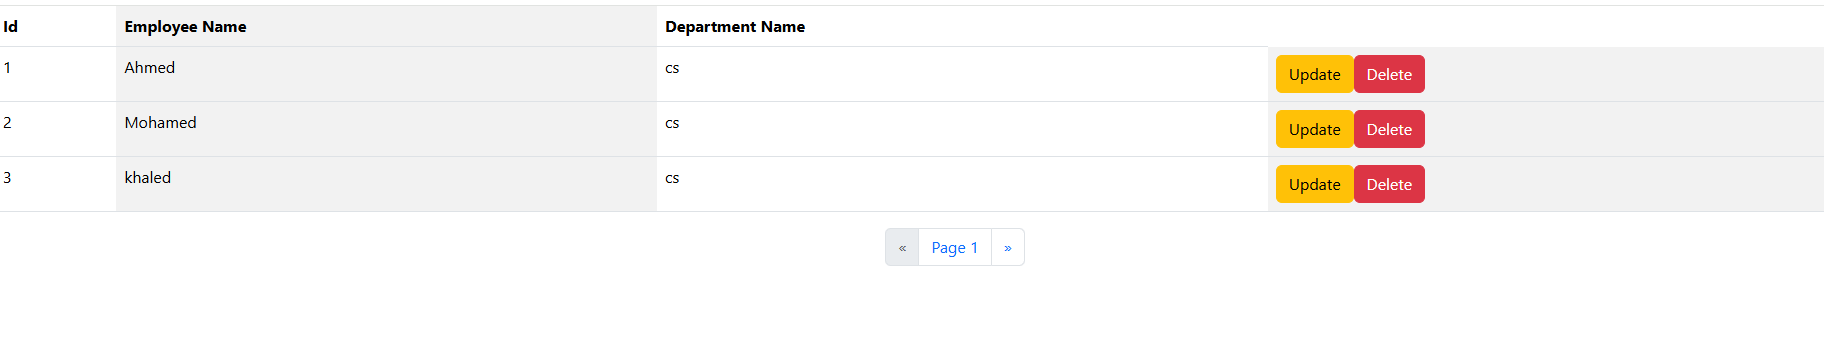 Id Employee Name Department Name
1 Ahmed cs Update Delete
2 Mohamed cs Update Delete
3 khaled cs Update Delete
« Page 1 »